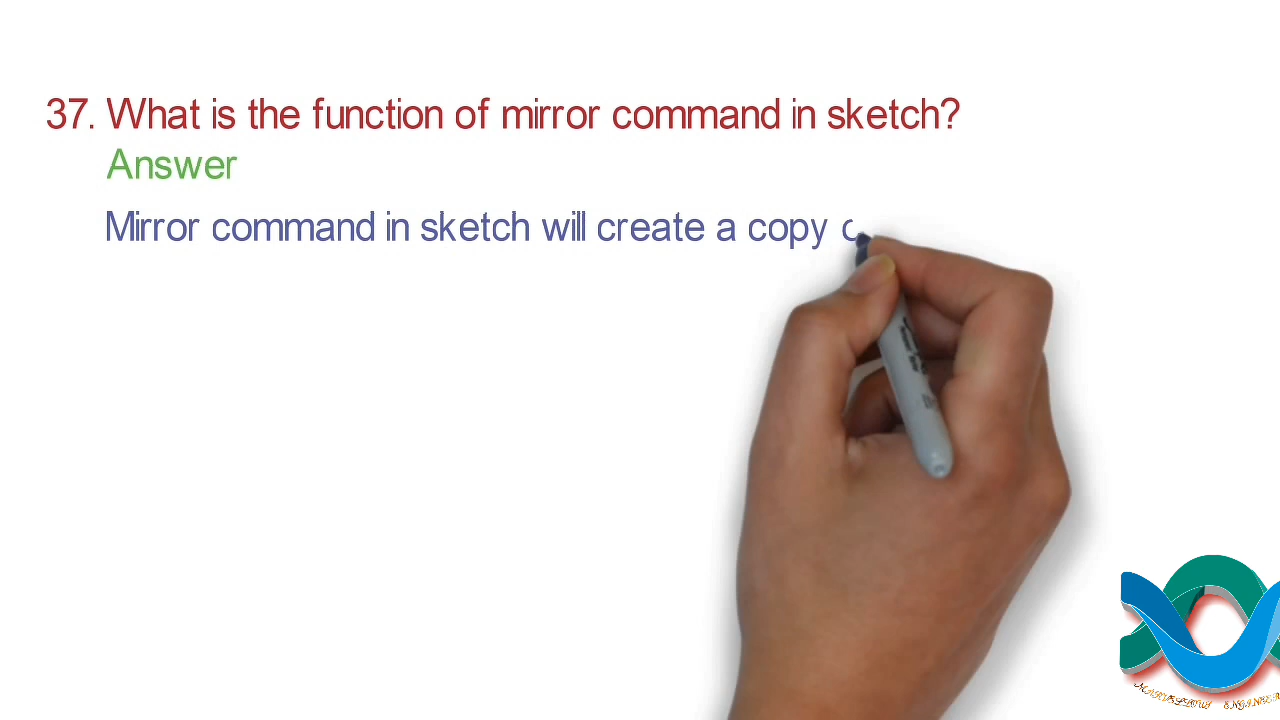 37. What is the function of mirror command in sketch?
Answer
Mirror command in sketch will create a copy